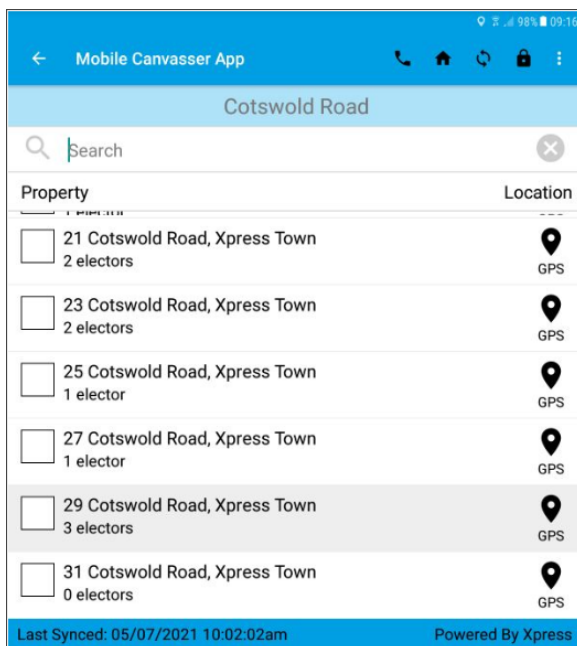 98% 09:16
Mobile Canvasser App
Cotswold Road
Search
Property Location
21 Cotswold Road, Xpress Town
2 electors
GPS
23 Cotswold Road, Xpress Town
2 electors
GPS
25 Cotswold Road, Xpress Town
1 elector
GPS
27 Cotswold Road, Xpress Town
1 elector
GPS
29 Cotswold Road, Xpress Town
3 electors
GPS
31 Cotswold Road, Xpress Town
0 electors
GPS
Last Synced: 05/07/2021 10:02:02am Powered By Xpress